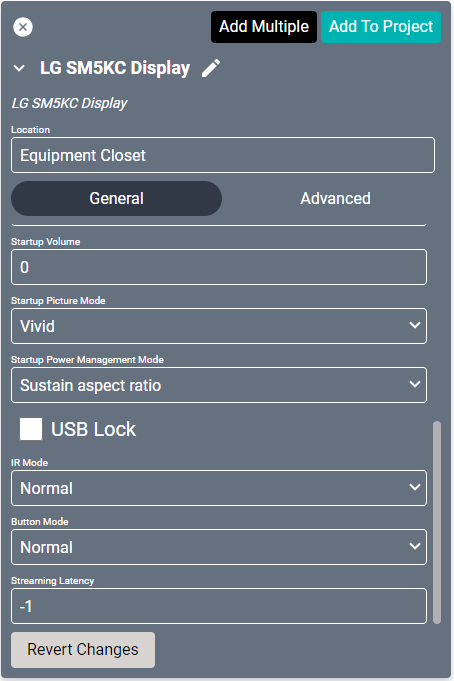 Add Multiple
Add To Project
LG SM5KC Display
LG SM5KC Display
Location
Equipment Closet
General
Advanced
Startup Volume
0
Startup Picture Mode
Vivid
Startup Power Management Mode
Sustain aspect ratio
USB Lock
IR Mode
Normal
Button Mode
Normal
Streaming Latency
-1
Revert Changes